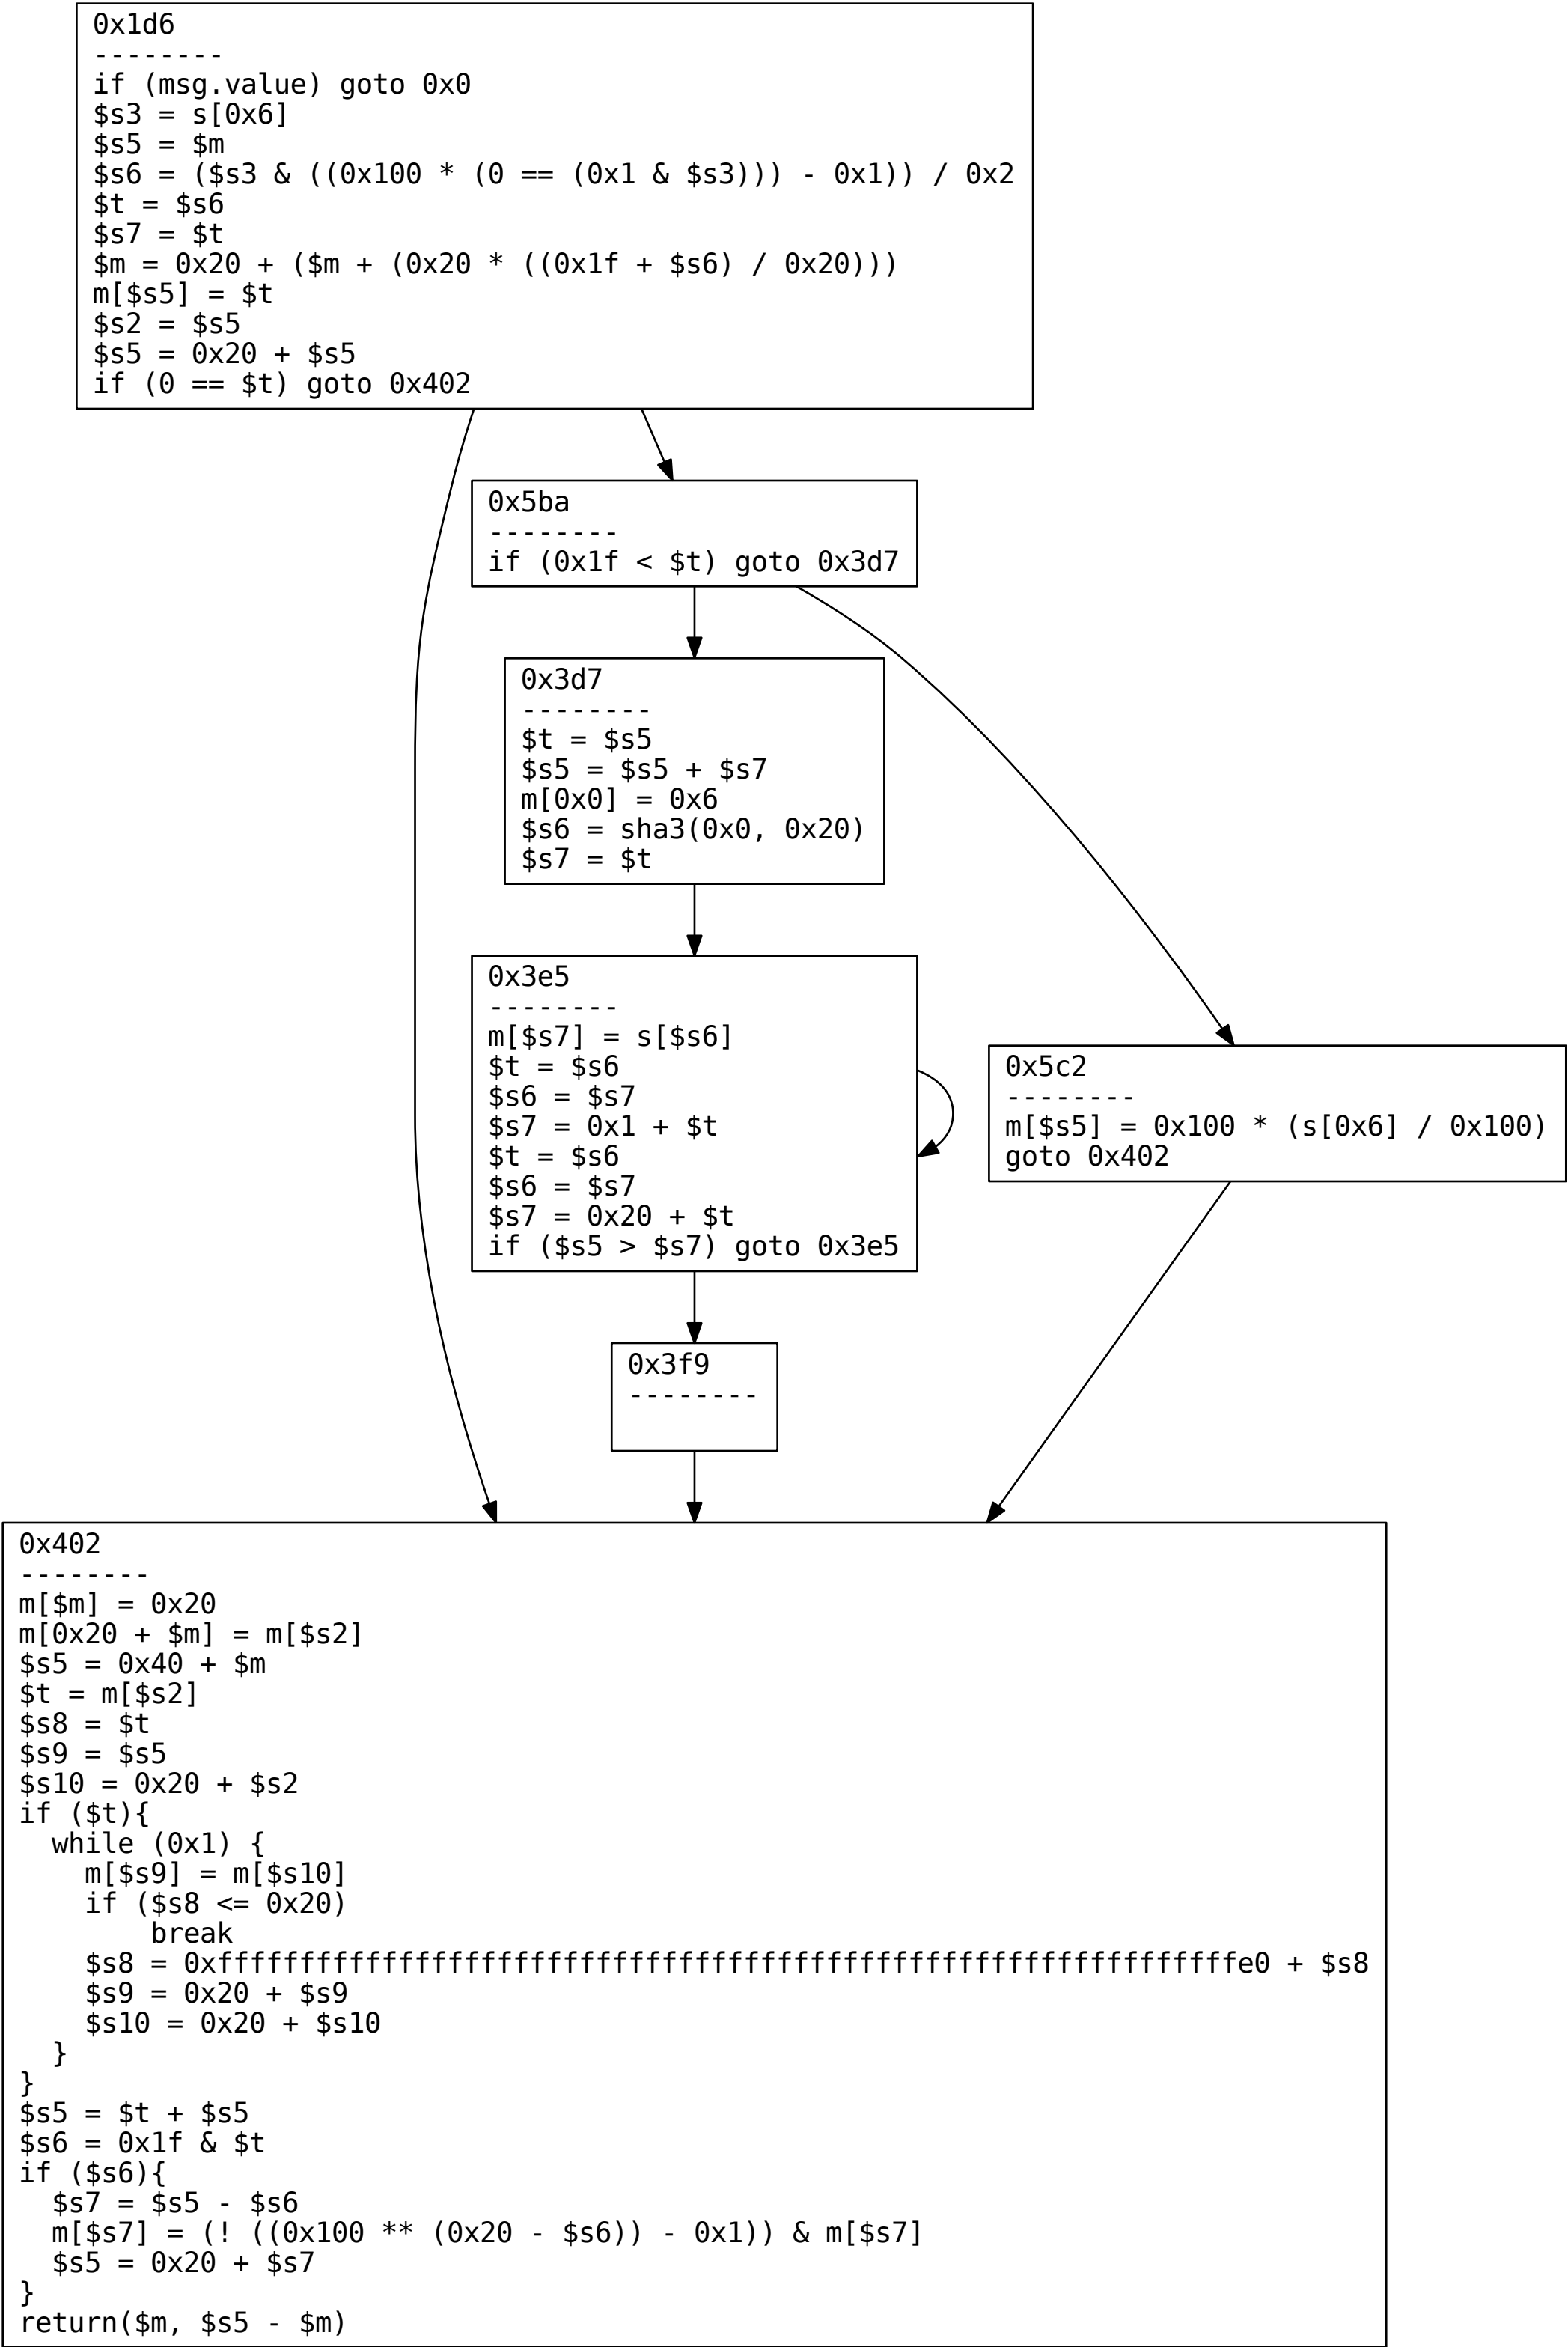 0x1d6
--------
if (msg.value) goto 0x0
$s3 = s[0x6]
$s5 = $m
$s6 = ($s3 & ((0x100 * (0 == (0x1 & $s3))) - 0x1)) / 0x2
$t = $s6
$s7 = $t
$m = 0x20 + ($m + (0x20 * ((0x1f + $s6) / 0x20)))
m[$s5] = $t
$s2 = $s5
$s5 = 0x20 + $s5
if (0 == $t) goto 0x402
0x5ba
--------
if (0x1f < $t) goto 0x3d7
0x3d7
--------
$t = $s5
$s5 = $s5 + $s7
m[0x0] = 0x6
$s6 = sha3(0x0, 0x20)
$s7 = $t
0x3e5
--------
m[$s7] = s[$s6]
$t = $s6
$s6 = $s7
$s7 = 0x1 + $t
$t = $s6
$s6 = $s7
$s7 = 0x20 + $t
if ($s5 > $s7) goto 0x3e5
0x5c2
--------
m[$s5] = 0x100 * (s[0x6] / 0x100)
goto 0x402
0x3f9
--------
0x402
--------
m[$m] = 0x20
m[0x20 + $m] = m[$s2]
$s5 = 0x40 + $m
$t = m[$s2]
$s8 = $t
$s9 = $s5
$s10 = 0x20 + $s2
if ($t){
  while (0x1) {
    m[$s9] = m[$s10]
    if ($s8 <= 0x20)
        break
    $s8 = 0xffffffffffffffffffffffffffffffffffffffffffffffffffffffffffffffe0 + $s8
    $s9 = 0x20 + $s9
    $s10 = 0x20 + $s10
  }
}
$s5 = $t + $s5
$s6 = 0x1f & $t
if ($s6){
  $s7 = $s5 - $s6
  m[$s7] = (! ((0x100 ** (0x20 - $s6)) - 0x1)) & m[$s7]
  $s5 = 0x20 + $s7
}
return($m, $s5 - $m)